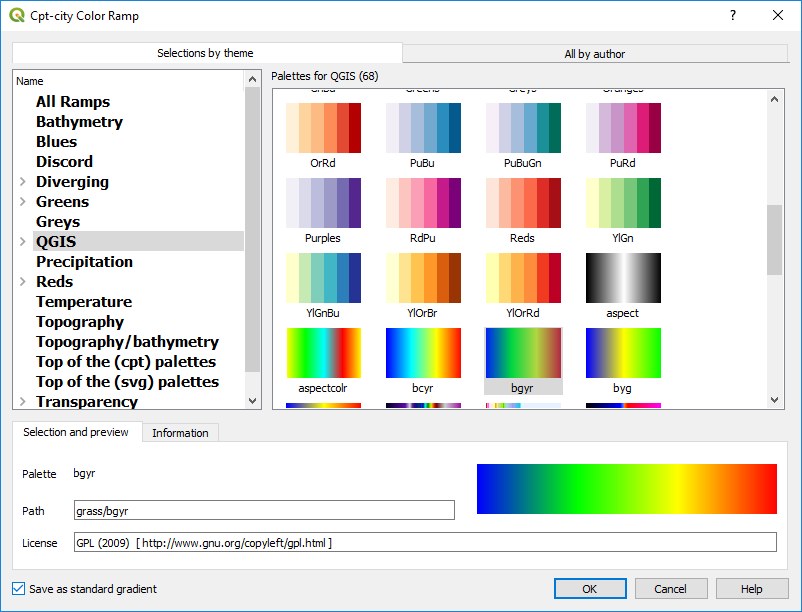 Cpt-city Color Ramp
?
Selections by theme
All by author
Name
All Ramps
Bathymetry
Blues
Discord
Diverging
Greens
Greys
QGIS
Precipitation
Reds
Temperature
Topography
Topography/bathymetry
Top of the (cpt) palettes
Top of the (svg) palettes
Transparency
Palettes for QGIS (68)
GnBu Greens Greys Oranges
OrRd PuBu PuBuGn PuRd
Purples RdPu Reds YlGn
YlGnBu YlOrBr YlOrRd aspect
aspectcolr bcyr bgyr byg
Selection and preview
Information
Palette bgyr
Path grass/bgyr
License GPL (2009) [ http://www.gnu.org/copyleft/gpl.html ]
Save as standard gradient
OK Cancel Help